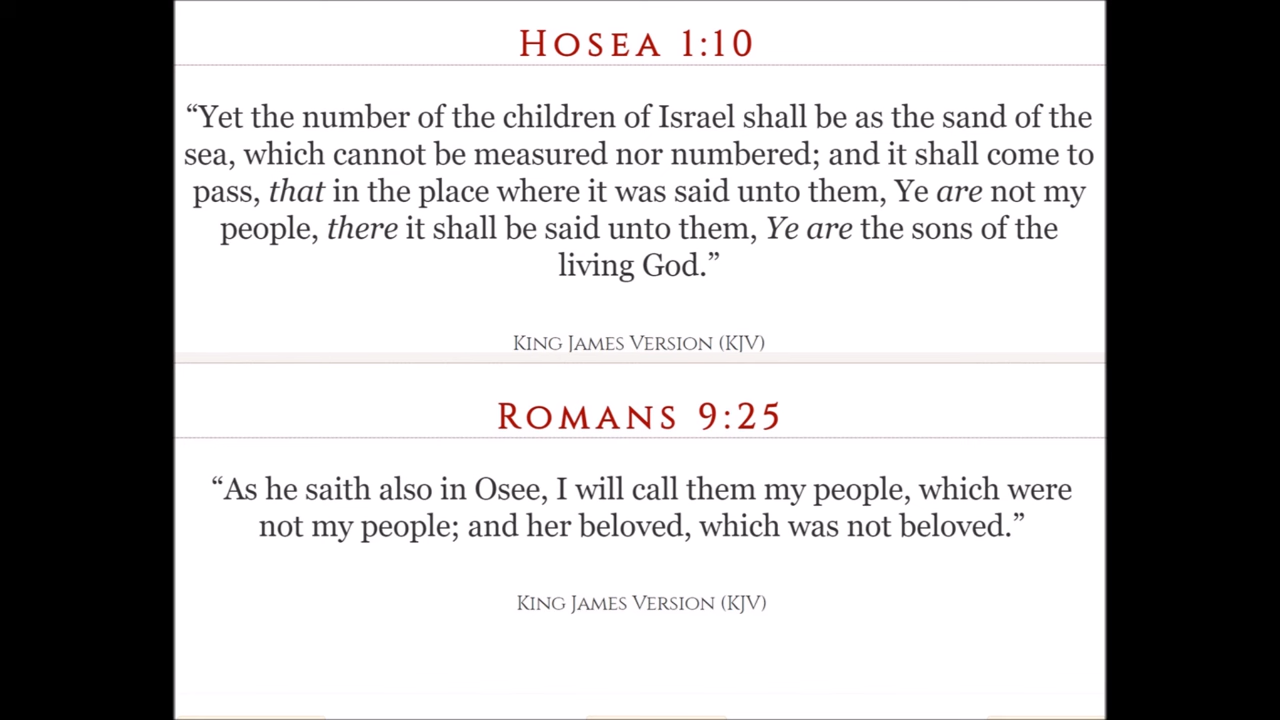 Hosea 1:10
“Yet the number of the children of Israel shall be as the sand of the
sea, which cannot be measured nor numbered; and it shall come to
pass, that in the place where it was said unto them, Ye are not my
people, there it shall be said unto them, Ye are the sons of the
living God.”
King James Version (KJV)
Romans 9:25
“As he saith also in Osee, I will call them my people, which were
not my people; and her beloved, which was not beloved.”
King James Version (KJV)